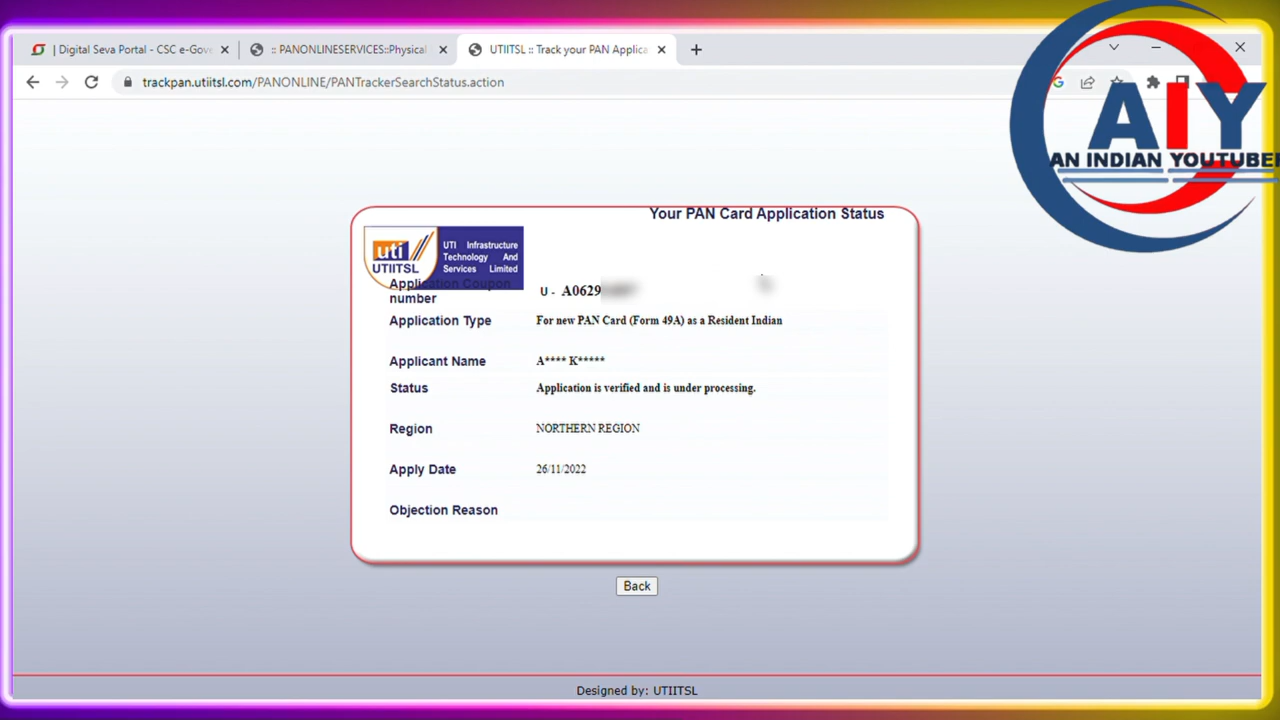 | Digital Seva Portal - CSC e-Gove
:: PANONLINESERVICES::Physical
UTIITSL :: Track your PAN Applica
trackpan.utiitsl.com/PANONLINE/PANTrackerSearchStatus.action
AIY
AN INDIAN YOUTUBER
Your PAN Card Application Status
uti
UTIITSL
UTI Infrastructure
Technology And
Services Limited
Application Coupon
number
U - A0629
Application Type
For new PAN Card (Form 49A) as a Resident Indian
Applicant Name
A**** K*****
Status
Application is verified and is under processing.
Region
NORTHERN REGION
Apply Date
26/11/2022
Objection Reason
Back
Designed by: UTIITSL